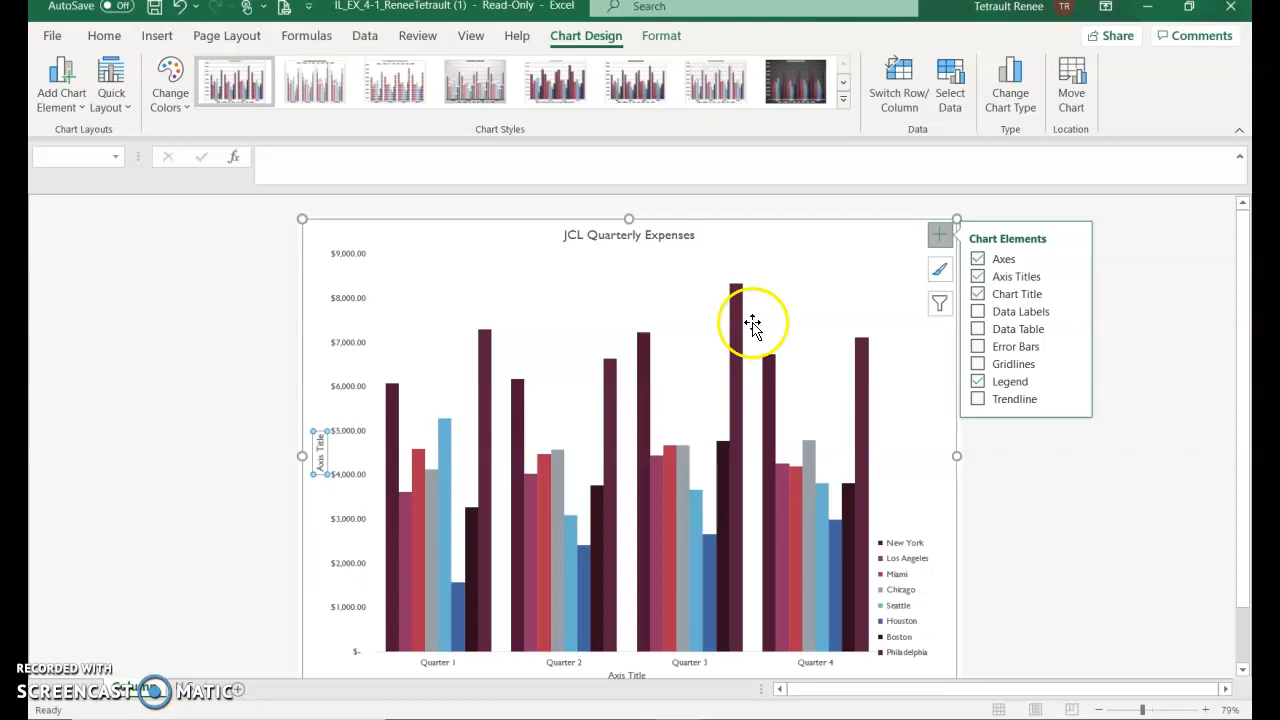 AutoSave Off IL_EX_4-1_ReneeTetrault (1) - Read-Only - Excel Search Tetrault Renee TR
File Home Insert Page Layout Formulas Data Review View Help Chart Design Format Share Comments
Add Chart Element Quick Layout Change Colors Switch Row/ Column Select Data Change Chart Type Move Chart
Chart Layouts Chart Styles Data Type Location
fx
JCL Quarterly Expenses
$9,000.00
$8,000.00
$7,000.00
$6,000.00
$5,000.00
$4,000.00
$3,000.00
$2,000.00
$1,000.00
$-
Axis Title
Quarter 1 Quarter 2 Quarter 3 Quarter 4
Axis Title
New York
Los Angeles
Miami
Chicago
Seattle
Houston
Boston
Philadelphia
Chart Elements
Axes
Axis Titles
Chart Title
Data Labels
Data Table
Error Bars
Gridlines
Legend
Trendline
RECORDED WITH
SCREENCAST MATIC
Ready 79%